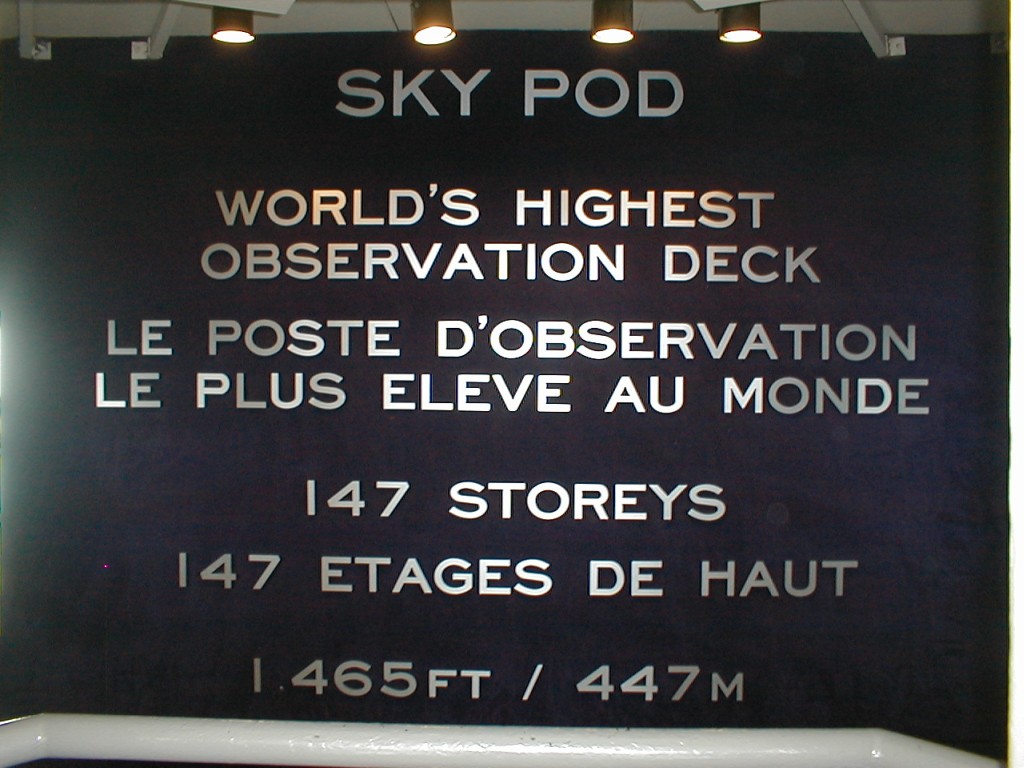 SKY POD
WORLD'S HIGHEST
OBSERVATION DECK
LE POSTE D'OBSERVATION
LE PLUS ELEVE AU MONDE
147 STOREYS
147 ETAGES DE HAUT
1.465FT / 447M